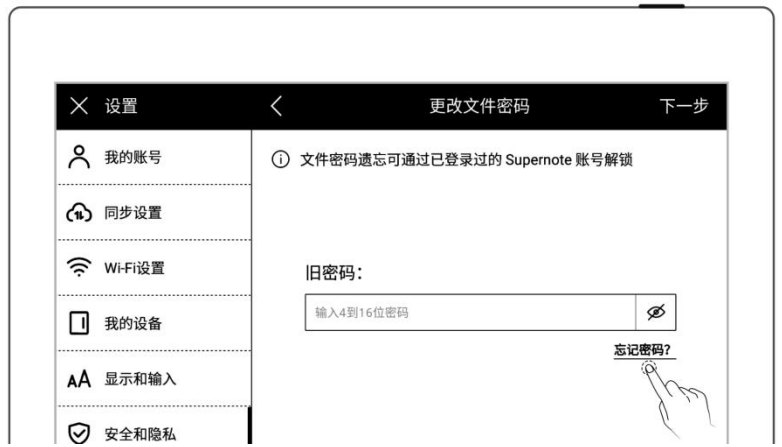 设置
更改文件密码
下一步
我的账号
同步设置
Wi-Fi设置
我的设备
AA 显示和输入
安全和隐私
文件密码遗忘可通过已登录过的 Supernote 账号解锁
旧密码：
输入4到16位密码
忘记密码?